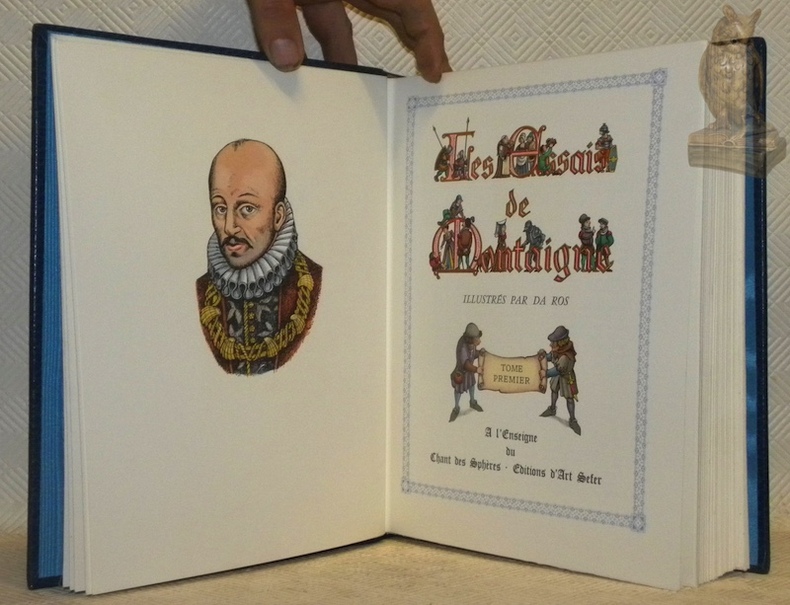 Les Essais
de
Montaigne
ILLUSTRÉS PAR DA ROS
TOME
PREMIER
A l'Enseigne
du
Chant des Sphères - Editions d'Art Sefer